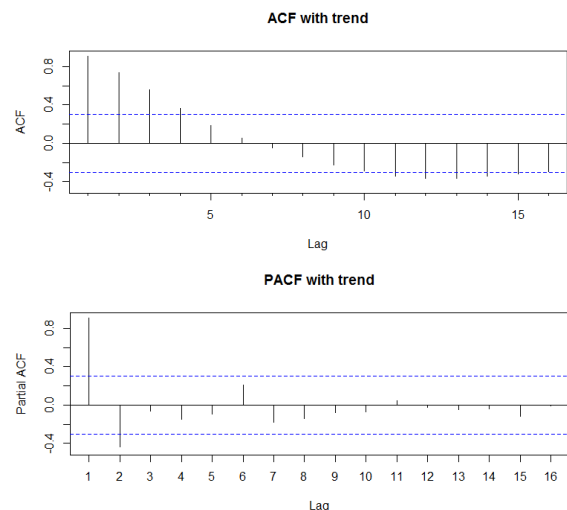 ACF with trend
0.8
0.4
0.0
-0.4
ACF
5 10 15
Lag
PACF with trend
0.8
0.4
0.0
-0.4
Partial ACF
1 2 3 4 5 6 7 8 9 10 11 12 13 14 15 16
Lag